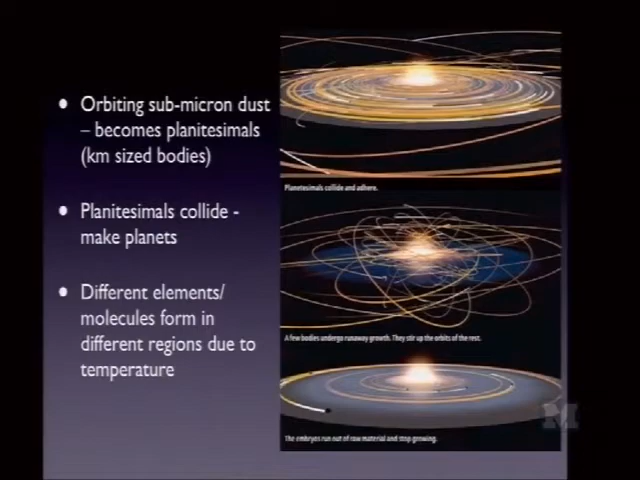 • Orbiting sub-micron dust
– becomes planitesimals
(km sized bodies)
• Planitesimals collide -
make planets
• Different elements/
molecules form in
different regions due to
temperature
Planetesimals collide and adhere.
A few bodies undergo runaway growth. They stir up the orbits of the rest.
The embryos run out of raw material and stop growing.
M